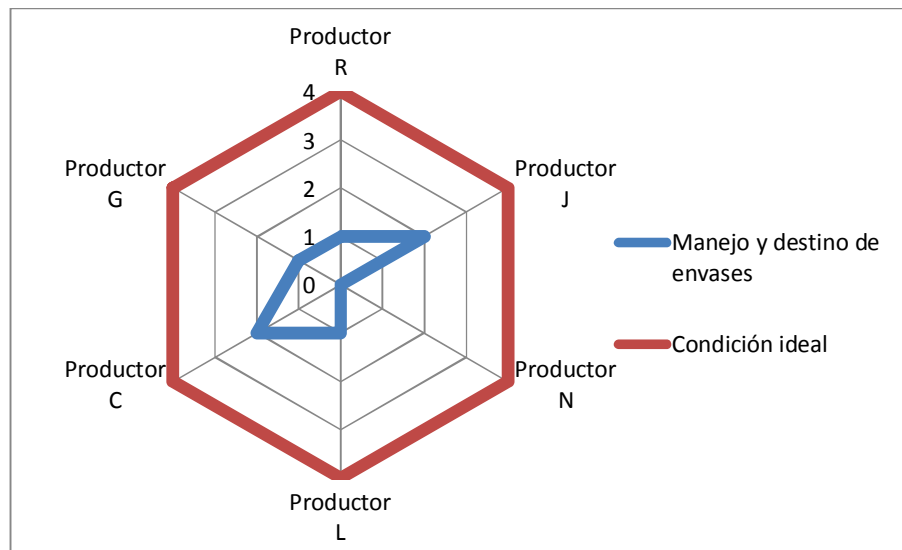 Productor
R
4
3
2
1
0
Productor
J
Productor
N
Productor
L
Productor
C
Productor
G
Manejo y destino de
envases
Condición ideal